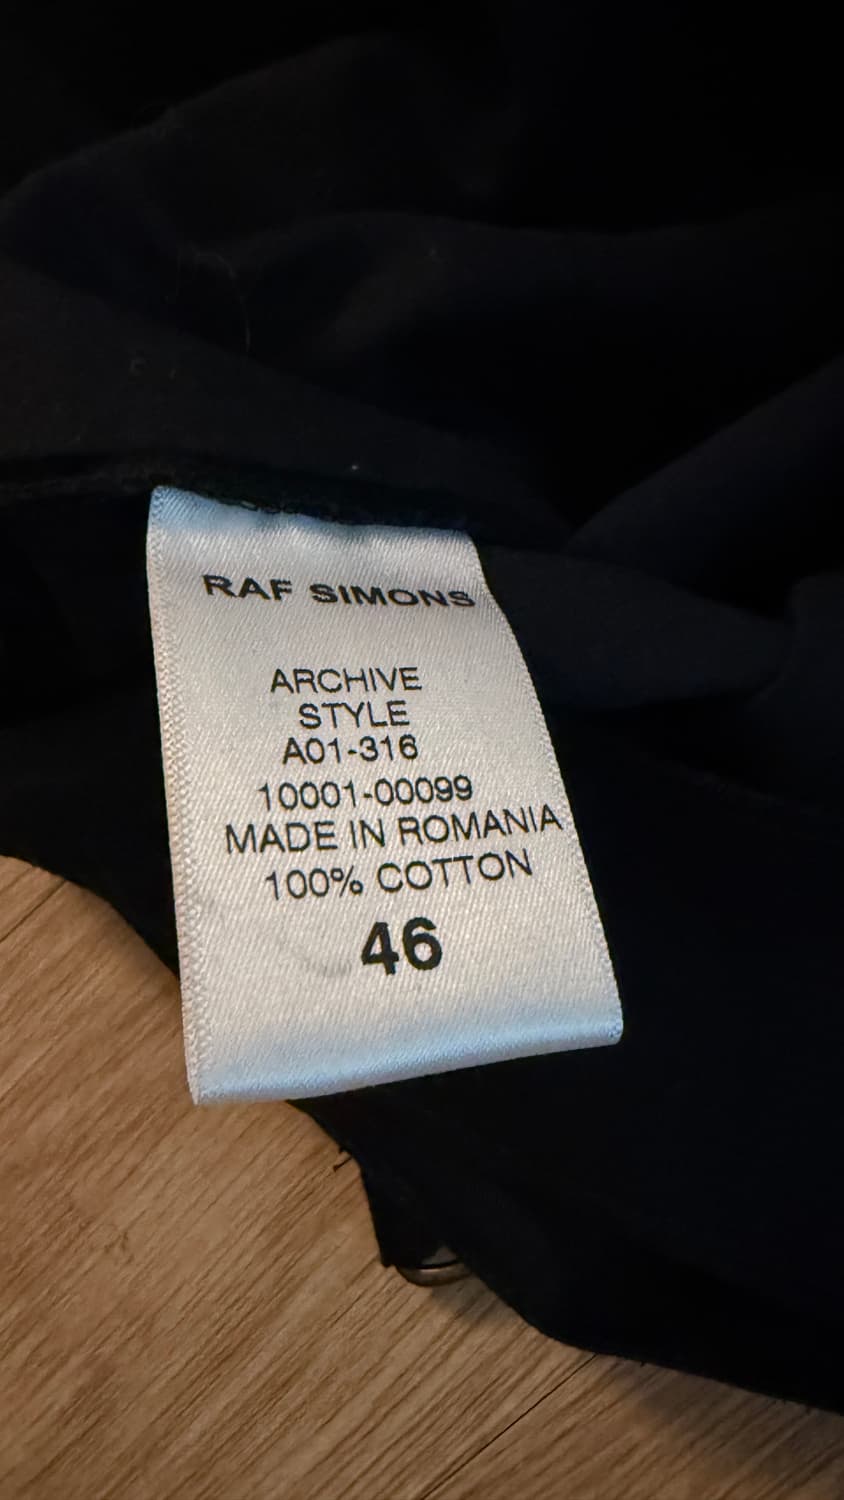 RAF SIMONS
ARCHIVE
STYLE
A01-316
10001-00099
MADE IN ROMANIA
100% COTTON
46